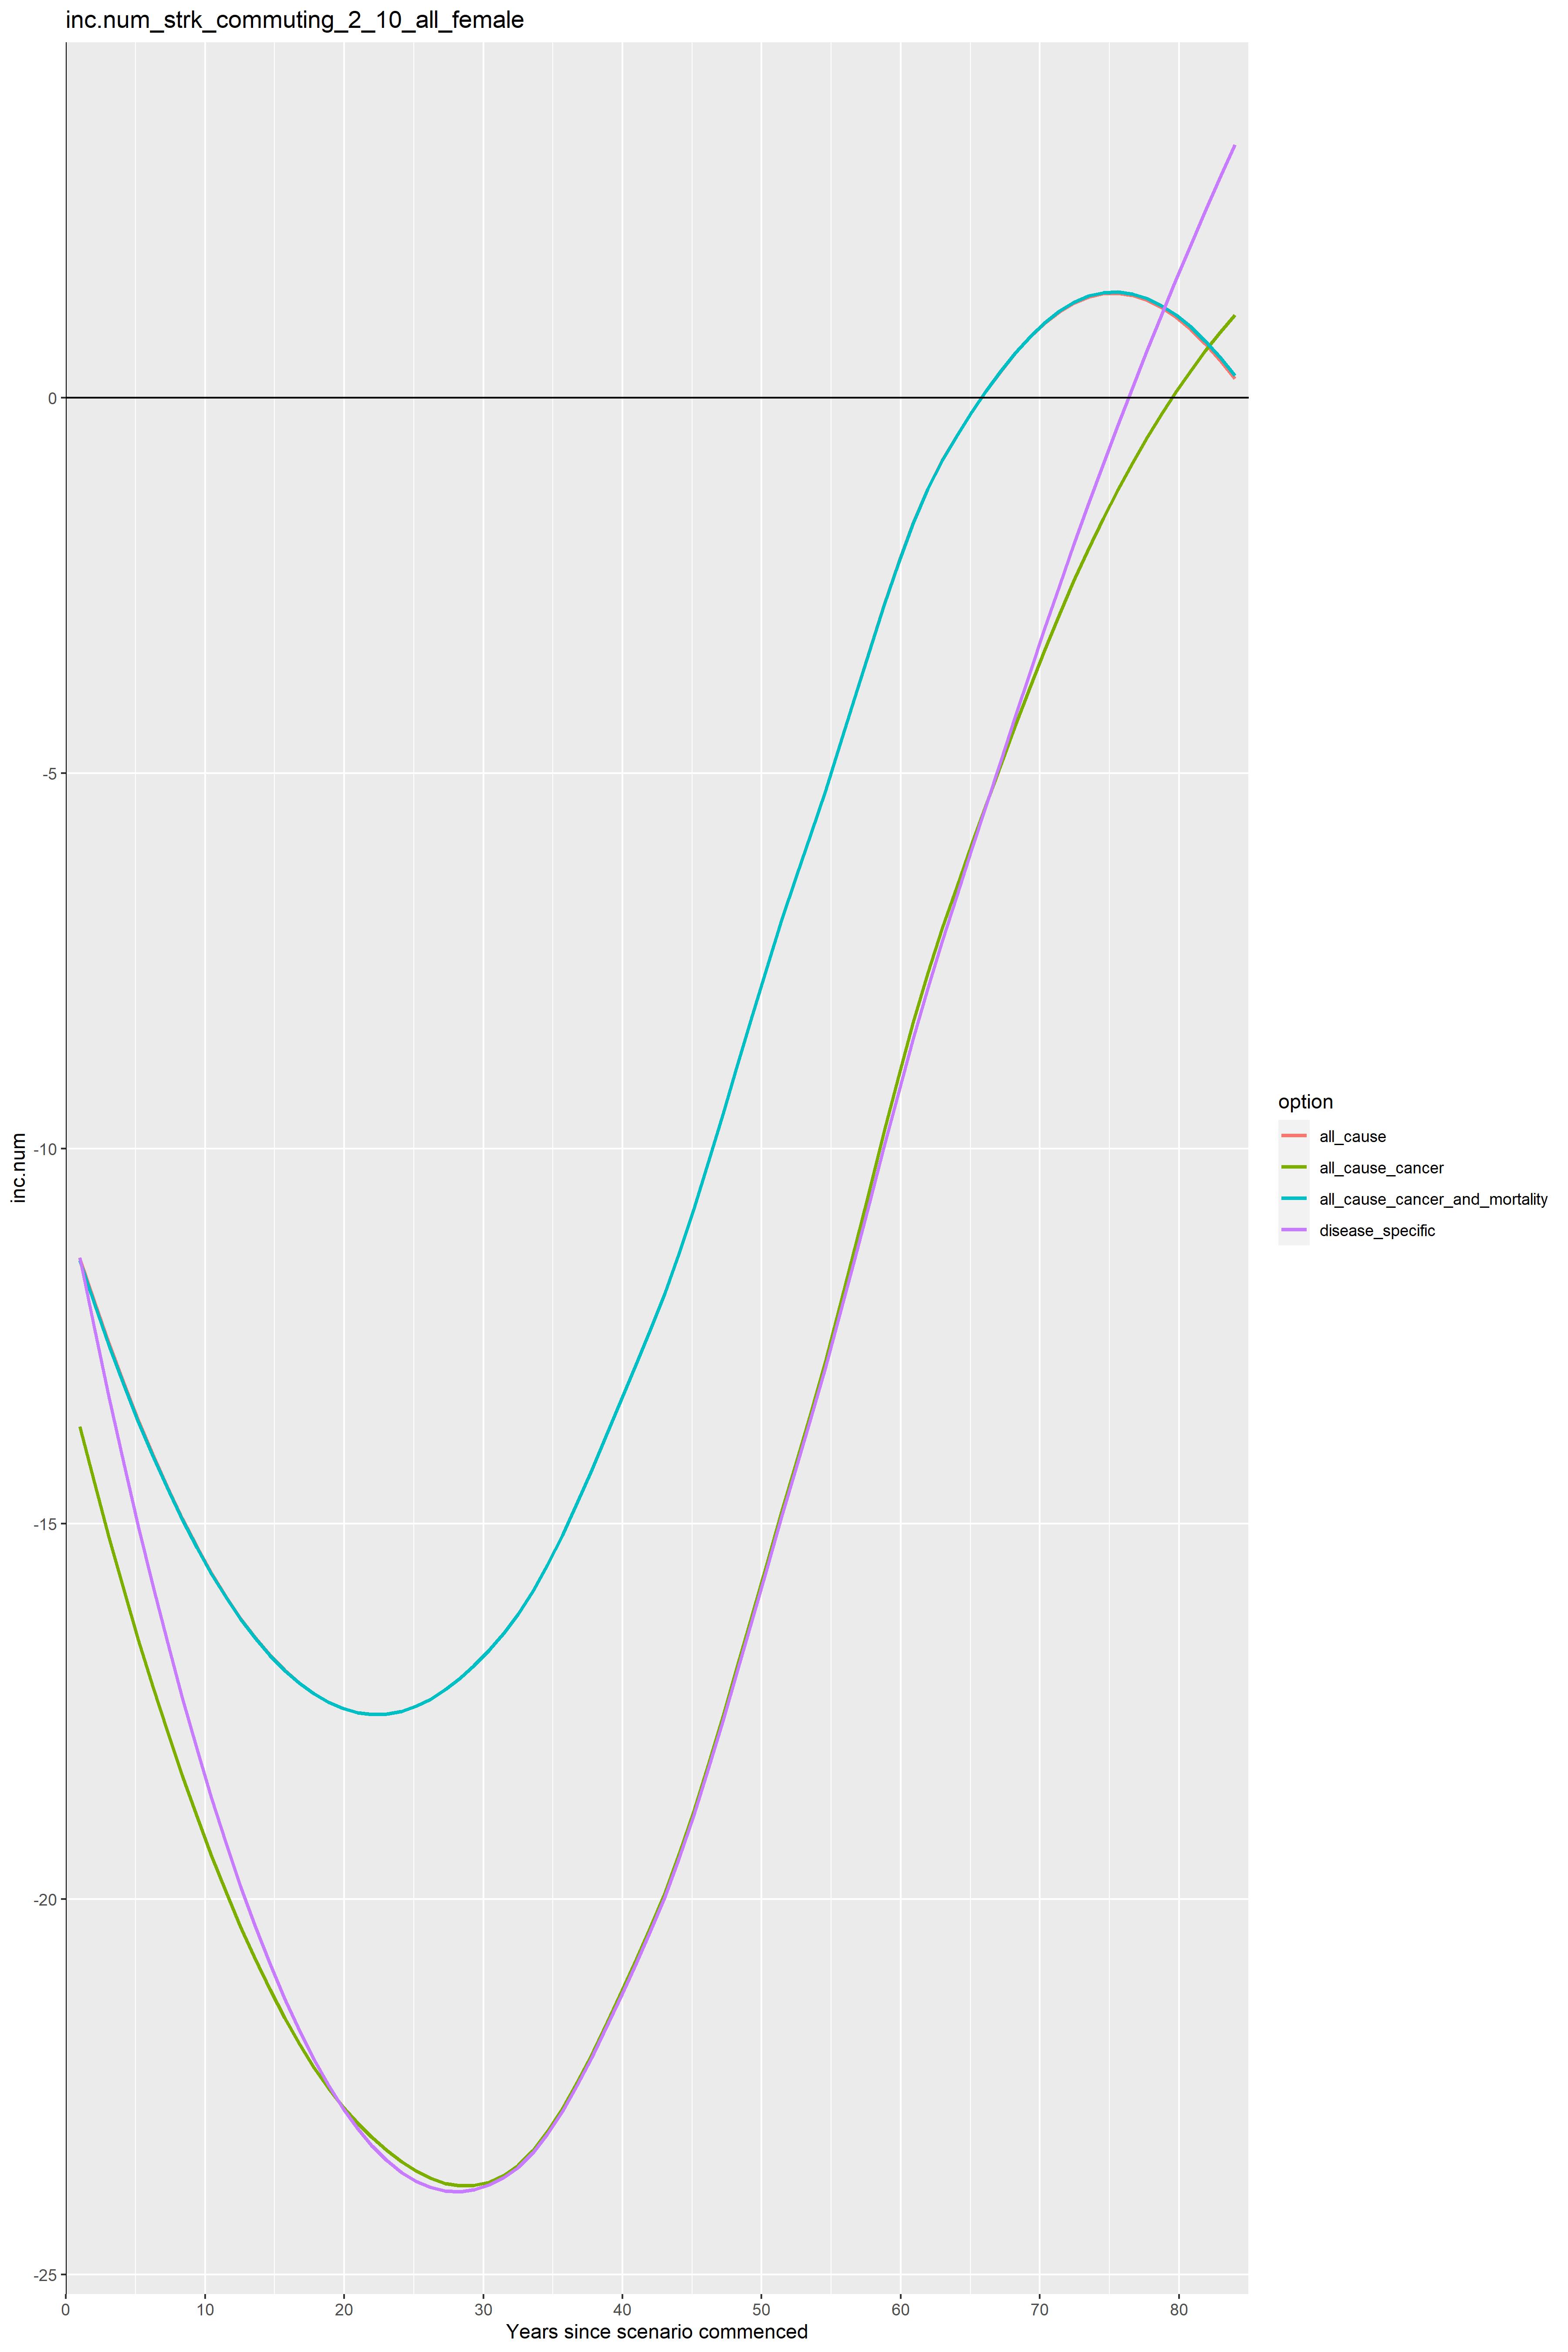 inc.num_strk_commuting_2_10_all_female
inc.num
0
-5
-10
-15
-20
-25
0 10 20 30 40 50 60 70 80
Years since scenario commenced
option
all_cause
all_cause_cancer
all_cause_cancer_and_mortality
disease_specific